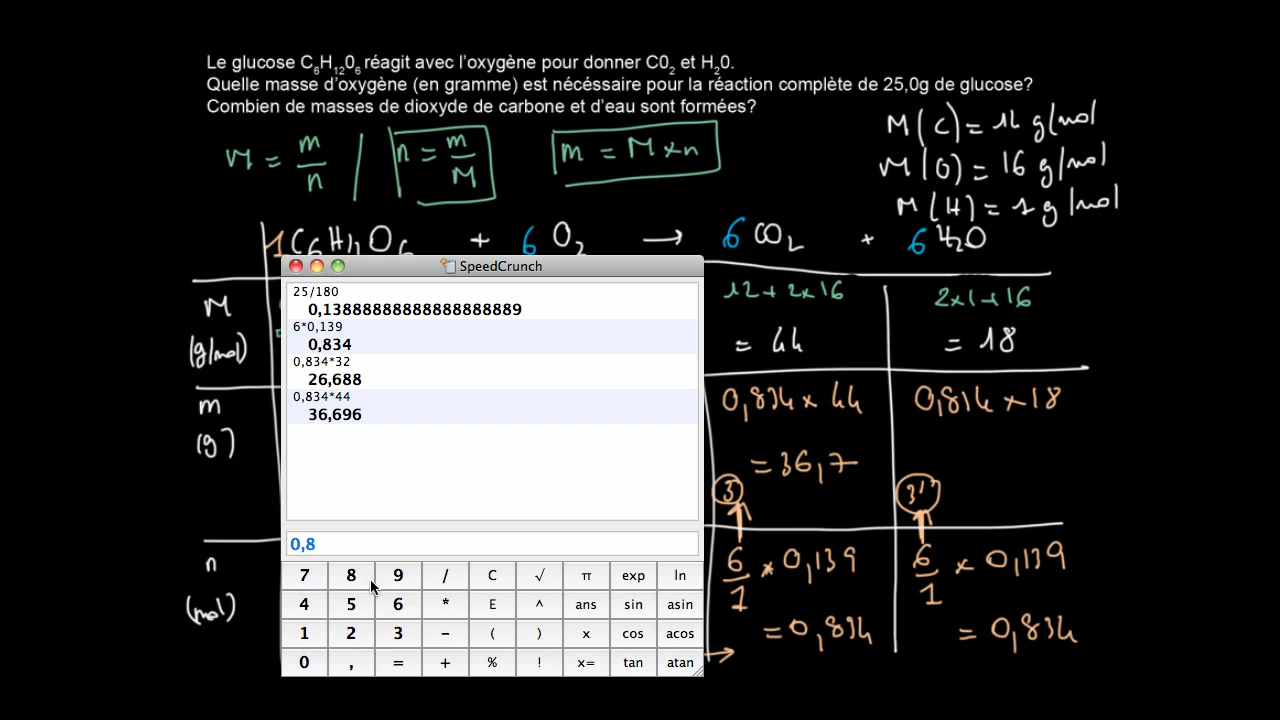 Le glucose C6H12O6 réagit avec l'oxygène pour donner C02 et H20.
Quelle masse d'oxygène (en gramme) est nécéssaire pour la réaction complète de 25,0g de glucose?
Combien de masses de dioxyde de carbone et d'eau sont formées?
M = m/n | n = m/M m = M × n
M(C) = 12 g/mol
M(O) = 16 g/mol
M(H) = 1 g/mol
1 C6H12O6 + 6 O2 → 6 CO2 + 6 H2O
SpeedCrunch
25/180
0,13888888888888888889
6*0,139
0,834
0,834*32
26,688
0,834*44
36,696
0,8
7 8 9 / C √ π exp ln
4 5 6 * E ^ ans sin asin
1 2 3 − ( ) x cos acos
0 , = + % ! x= tan atan
M
(g/mol)
12 + 2×16
= 44
2×1 + 16
= 18
m
(g)
0,834 × 44
= 36,7
0,834 × 18
3
3''
n
(mol)
6/1 * 0,139
= 0,834
6/1 × 0,139
= 0,834